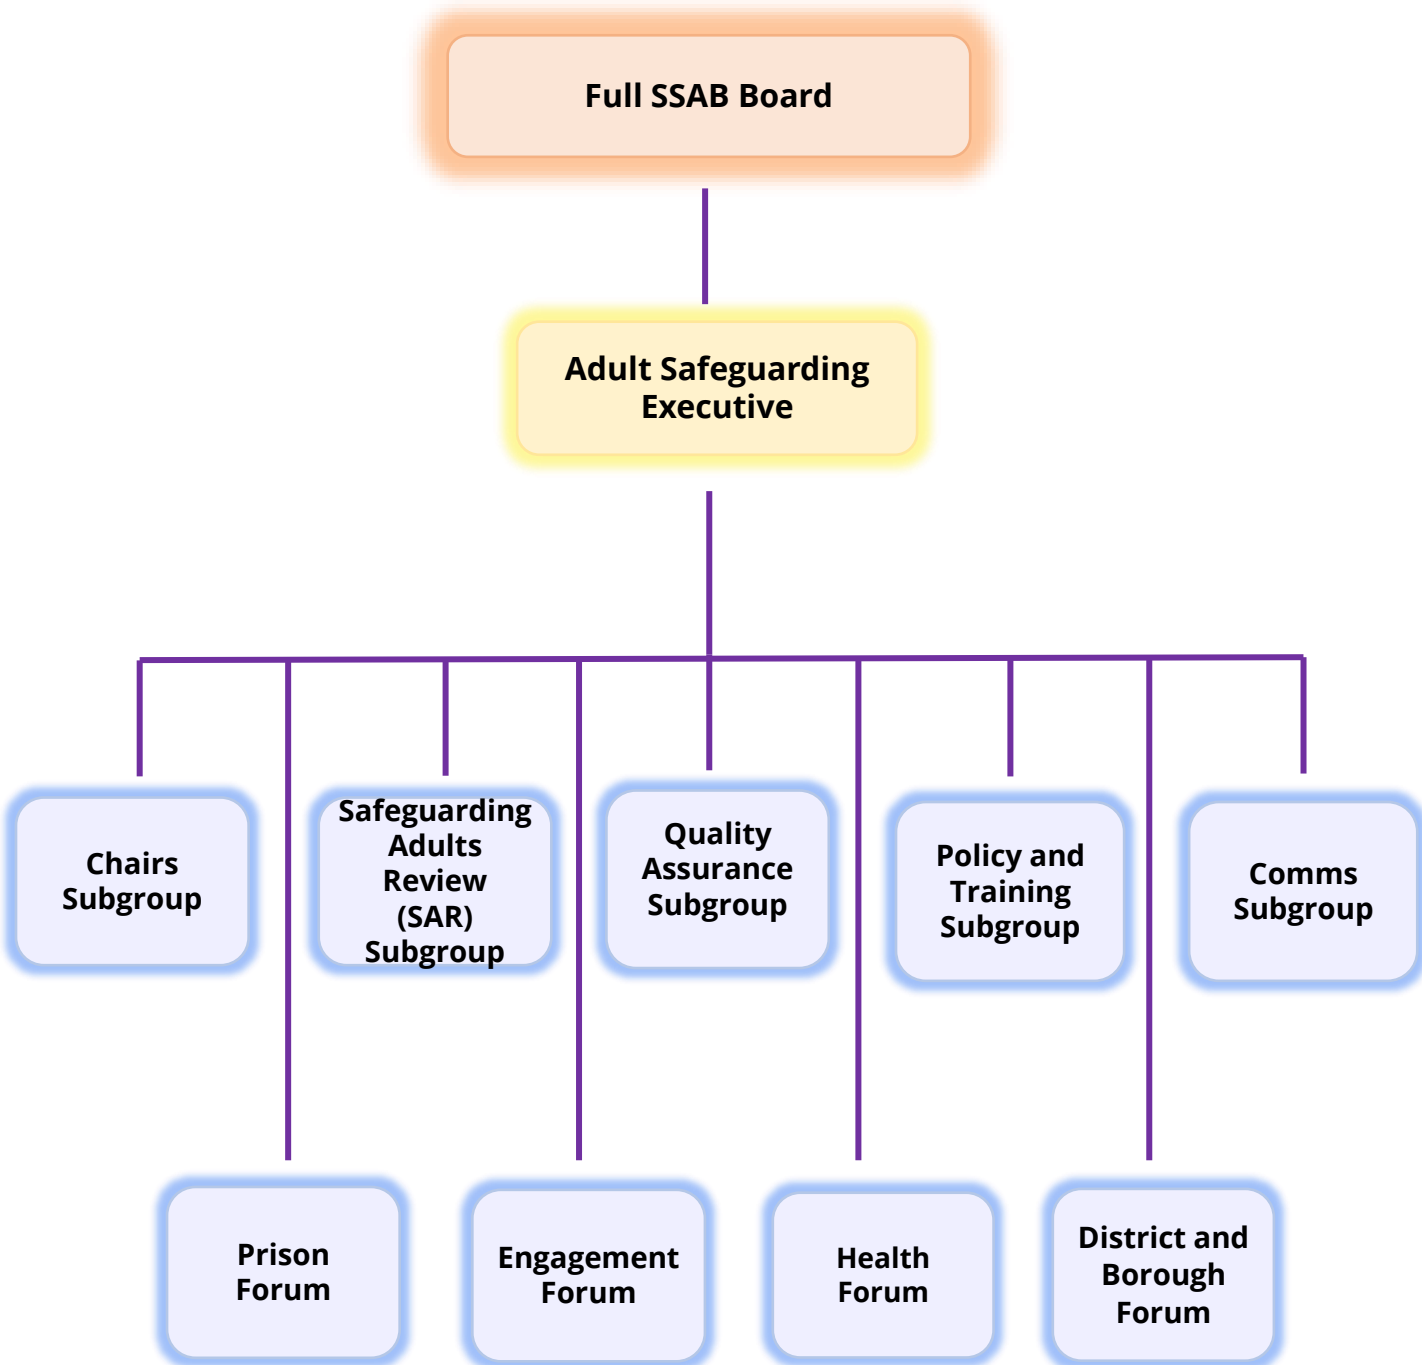 Full SSAB Board
Adult Safeguarding
Executive
Chairs
Subgroup
Safeguarding
Adults
Review
(SAR)
Subgroup
Quality
Assurance
Subgroup
Policy and
Training
Subgroup
Comms
Subgroup
Prison
Forum
Engagement
Forum
Health
Forum
District and
Borough
Forum